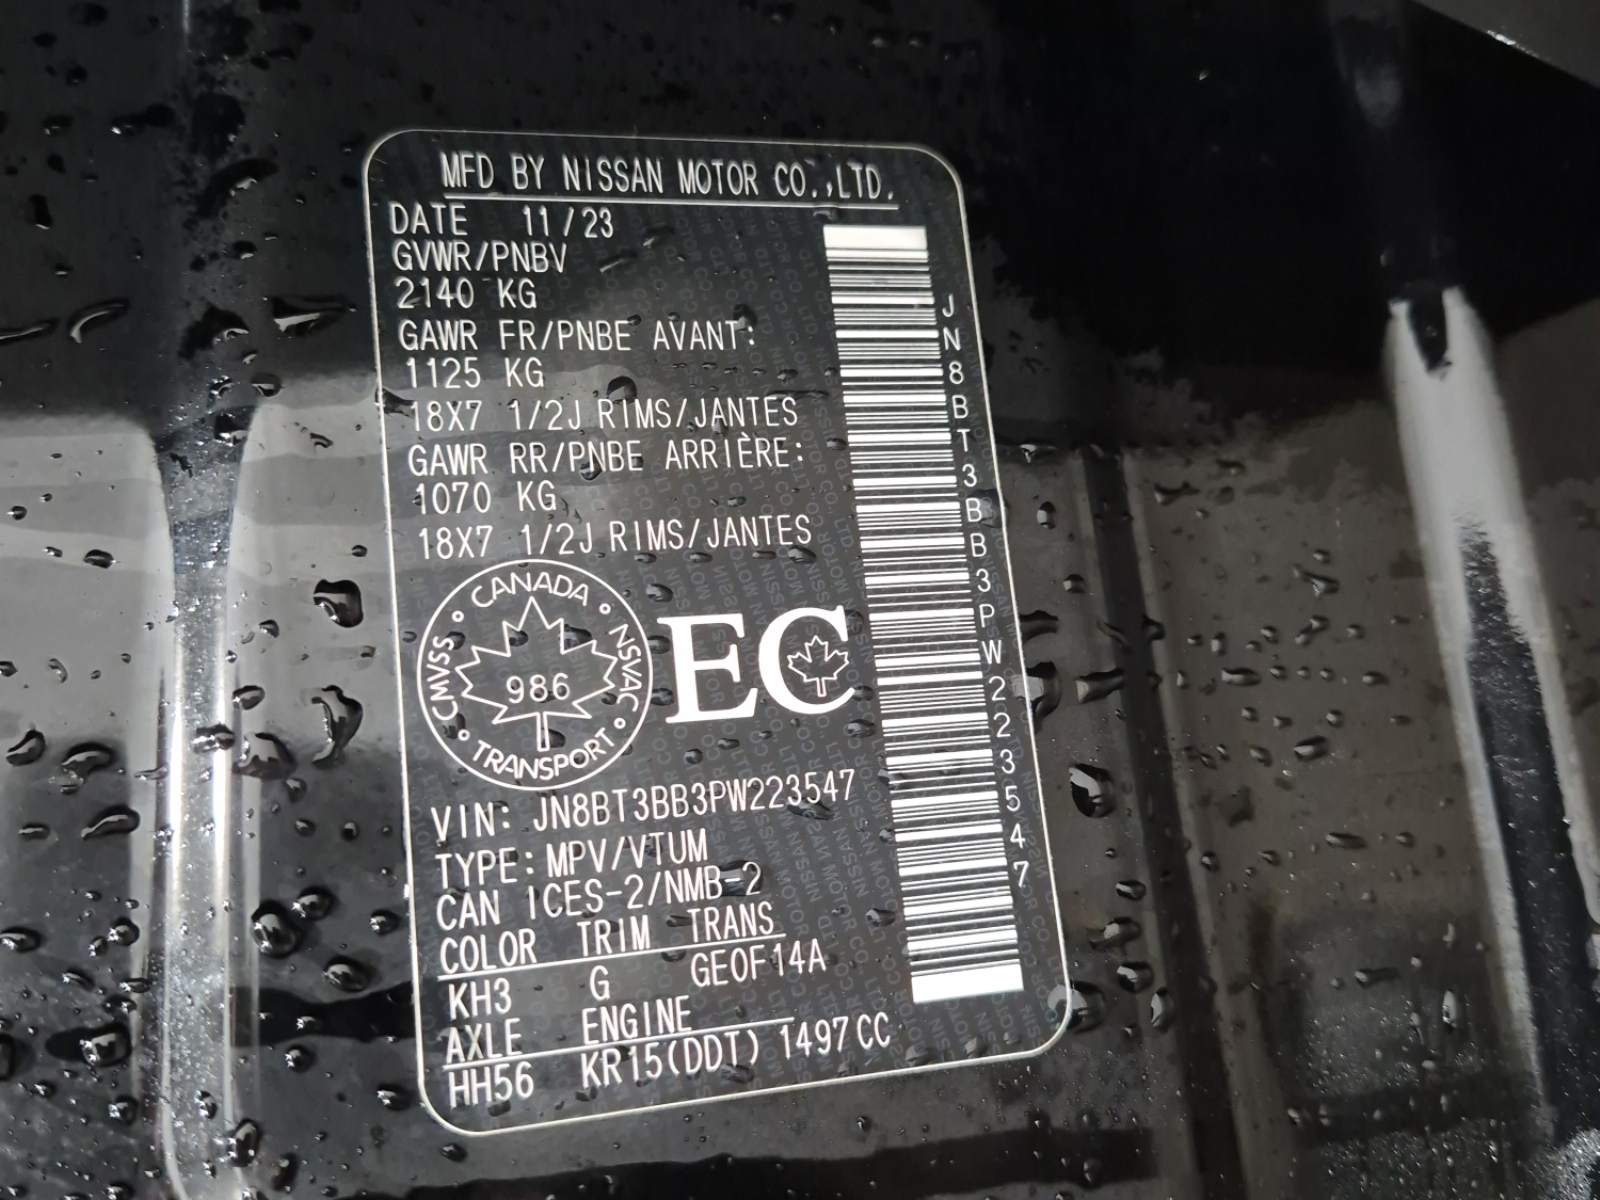 MFD BY NISSAN MOTOR CO.,LTD.
DATE 11/23
GVWR/PNBV
2140 KG
GAWR FR/PNBE AVANT:
1125 KG
18X7 1/2J RIMS/JANTES
GAWR RR/PNBE ARRIÈRE:
1070 KG
18X7 1/2J RIMS/JANTES
CANADA
CMVSS
NSVAC
986
TRANSPORT
EC
VIN: JN8BT3BB3PW223547
TYPE: MPV/VTUM
CAN ICES-2/NMB-2
COLOR TRIM TRANS
KH3 G GE0F14A
AXLE ENGINE
HH56 KR15(DDT) 1497CC
JN8BT3BB3PW223547